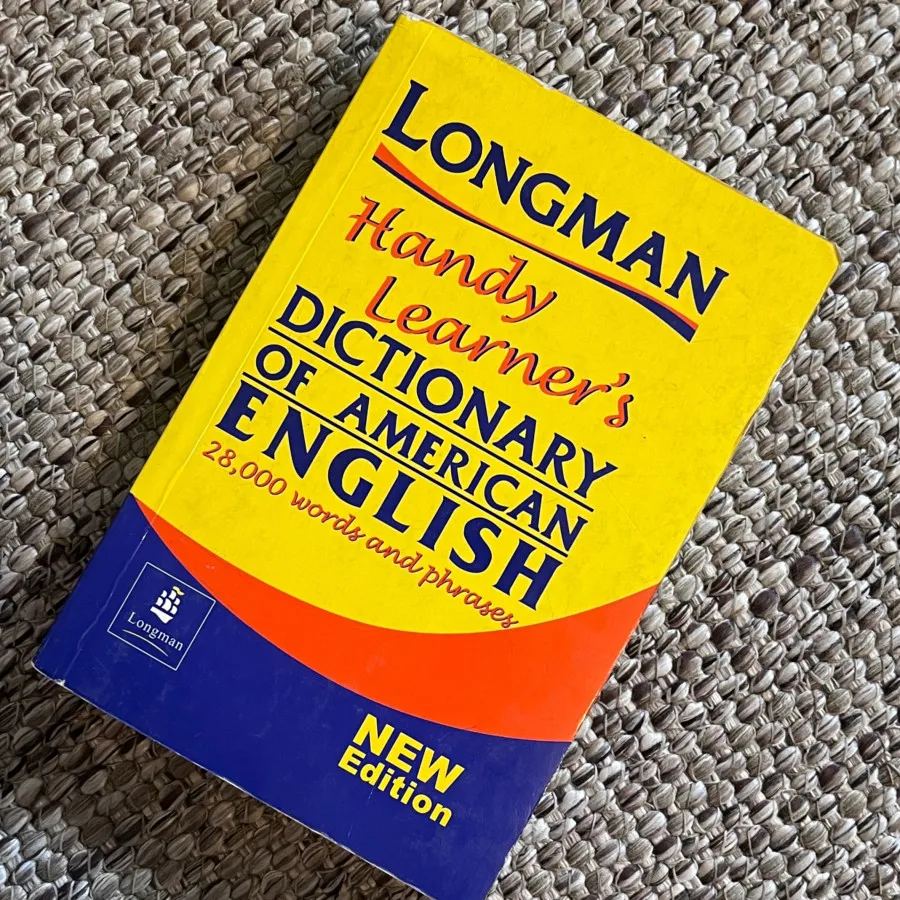 LONGMAN
Handy
Learner's
DICTIONARY
OF AMERICAN
ENGLISH
28,000 words and phrases
Longman
NEW
Edition